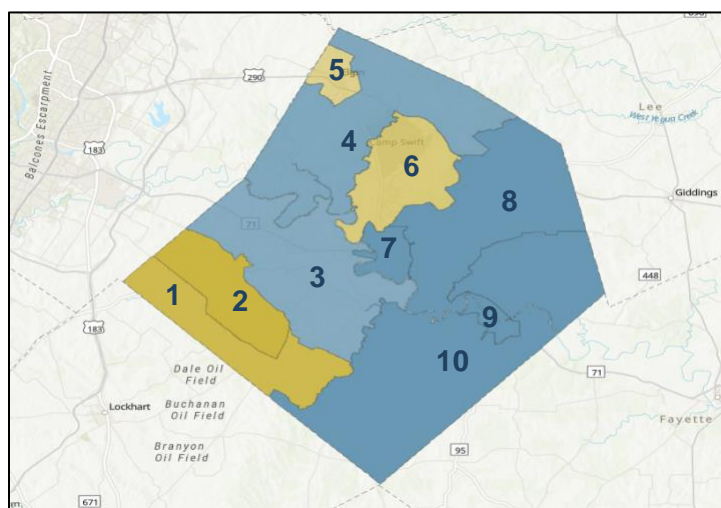 290
5
Lee
West Yegua Creek
Balcones Escarpment
183
4
Camp Swift
6
Giddings
8
71
7
448
3
1
2
9
183
10
Dale Oil
Field
71
Lockhart
Buchanan
Oil Field
Fayette
Branyon
Oil Field
95
671